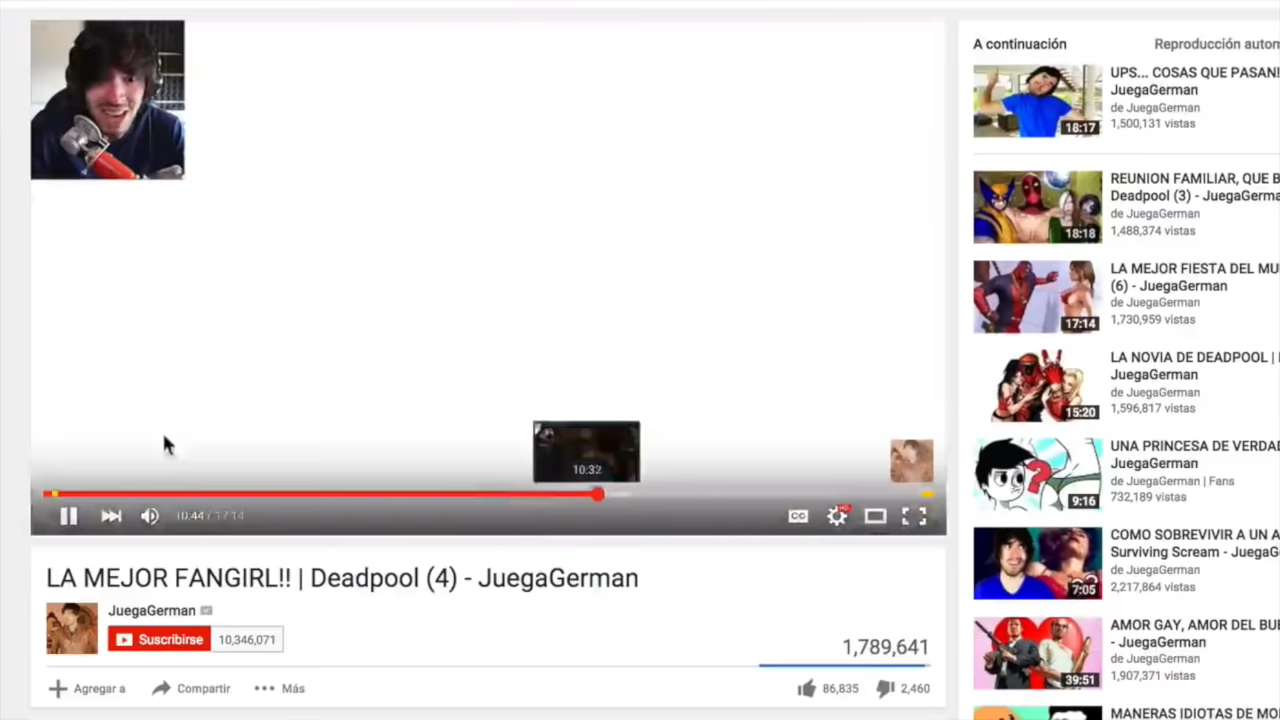 10:32
10:44 / 17:14
CC
HD
LA MEJOR FANGIRL!! | Deadpool (4) - JuegaGerman
JuegaGerman
Suscribirse
10,346,071
1,789,641
Agregar a
Compartir
Más
86,835
2,460
A continuación
Reproducción autom
18:17
UPS... COSAS QUE PASAN!
JuegaGerman
de JuegaGerman
1,500,131 vistas
18:18
REUNION FAMILIAR, QUE B
Deadpool (3) - JuegaGerma
de JuegaGerman
1,488,374 vistas
17:14
LA MEJOR FIESTA DEL MU
(6) - JuegaGerman
de JuegaGerman
1,730,959 vistas
15:20
LA NOVIA DE DEADPOOL |
JuegaGerman
de JuegaGerman
1,596,817 vistas
9:16
UNA PRINCESA DE VERDAD
JuegaGerman
de JuegaGerman | Fans
732,189 vistas
7:05
COMO SOBREVIVIR A UN A
Surviving Scream - JuegaG
de JuegaGerman
2,217,864 vistas
39:51
AMOR GAY, AMOR DEL BUE
- JuegaGerman
de JuegaGerman
1,907,371 vistas
MANERAS IDIOTAS DE MO